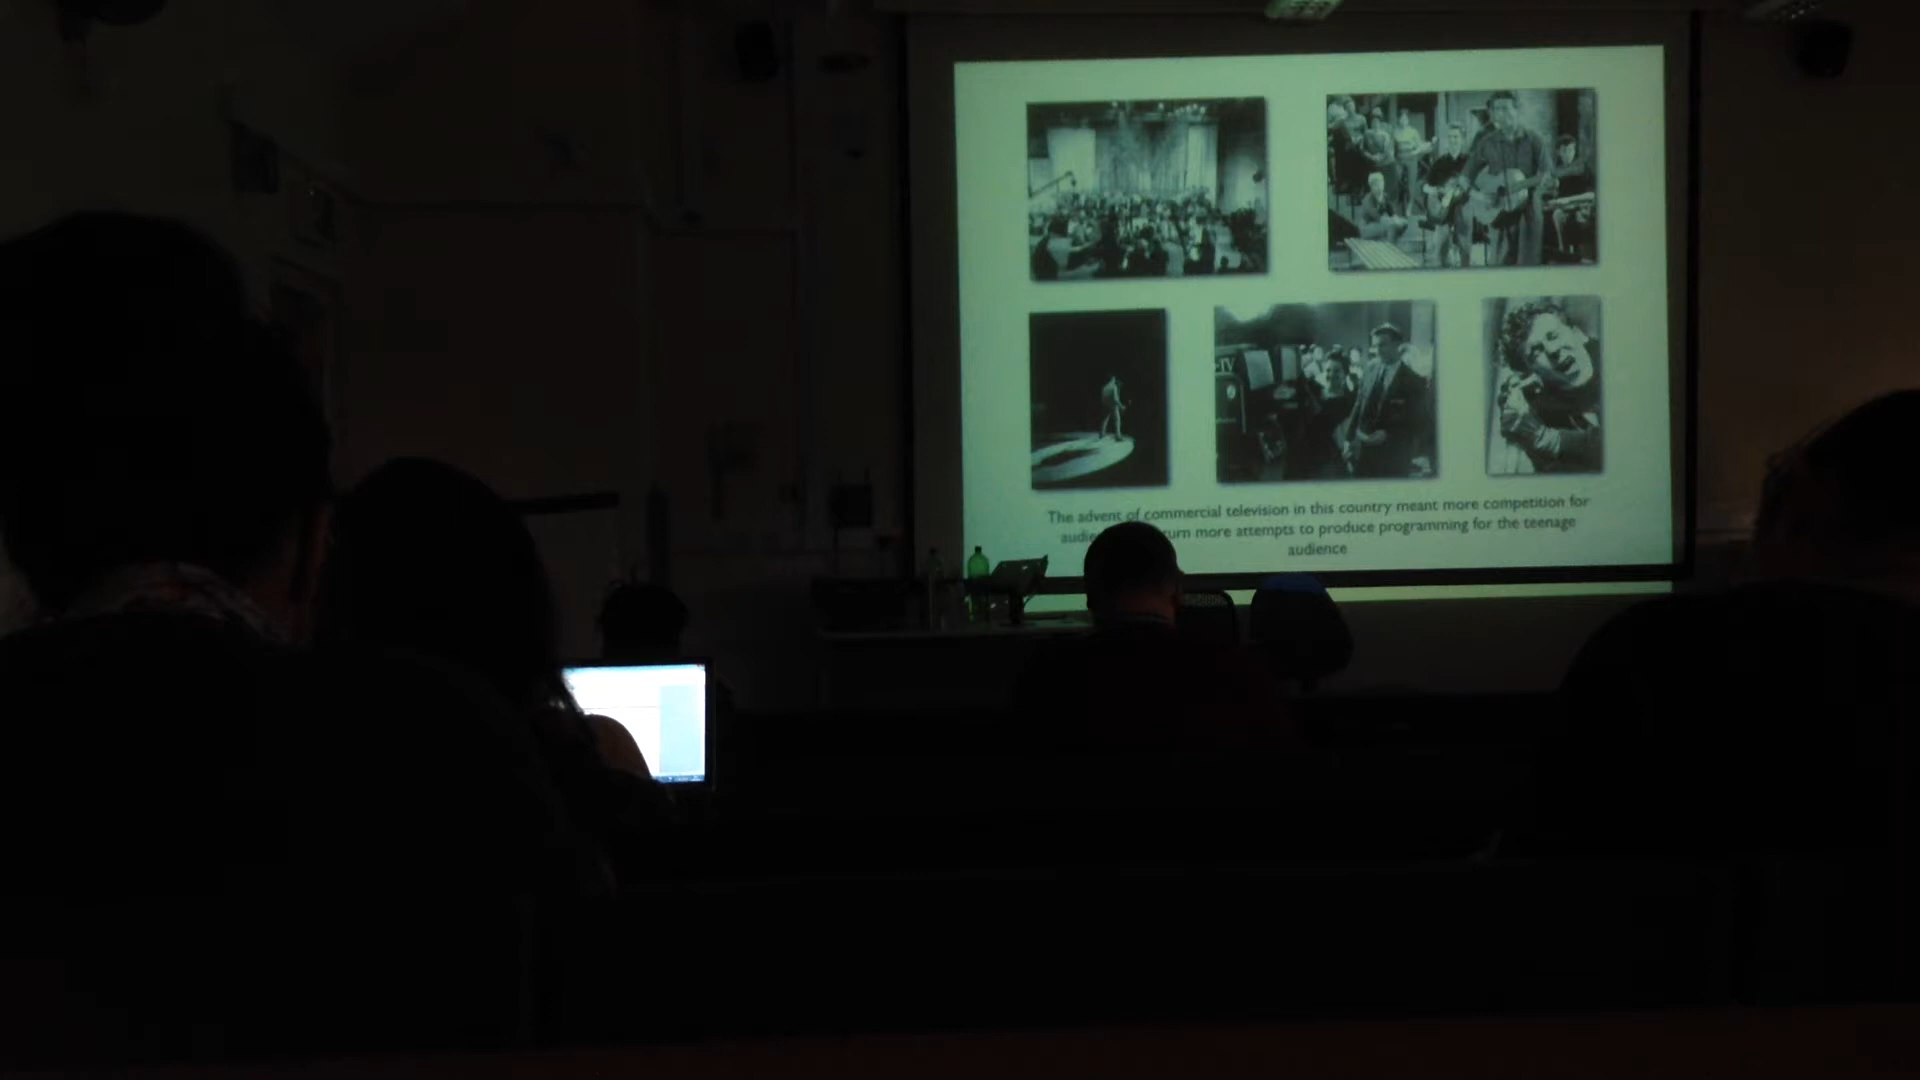 The advent of commercial television in this country meant more competition for
audie turn more attempts to produce programming for the teenage
audience